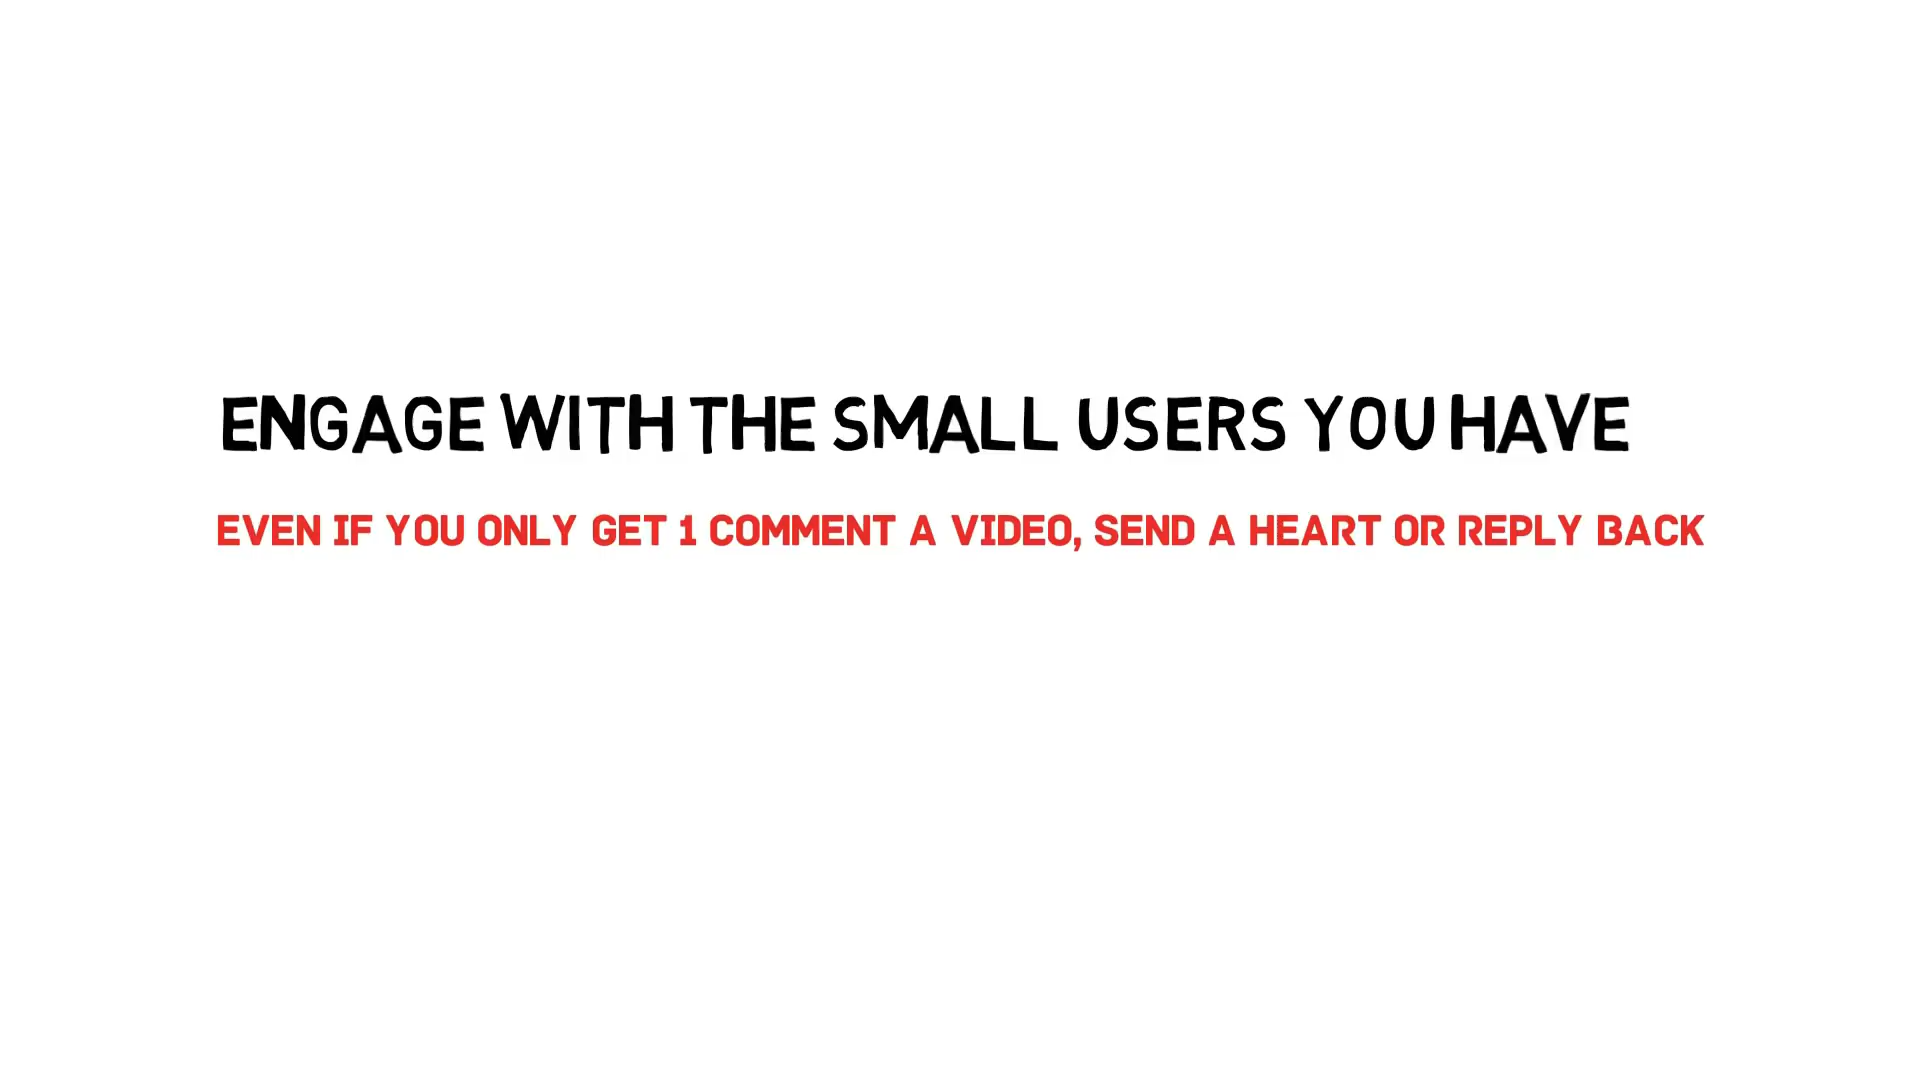 ENGAGE WITH THE SMALL USERS YOU HAVE
EVEN IF YOU ONLY GET 1 COMMENT A VIDEO, SEND A HEART OR REPLY BACK